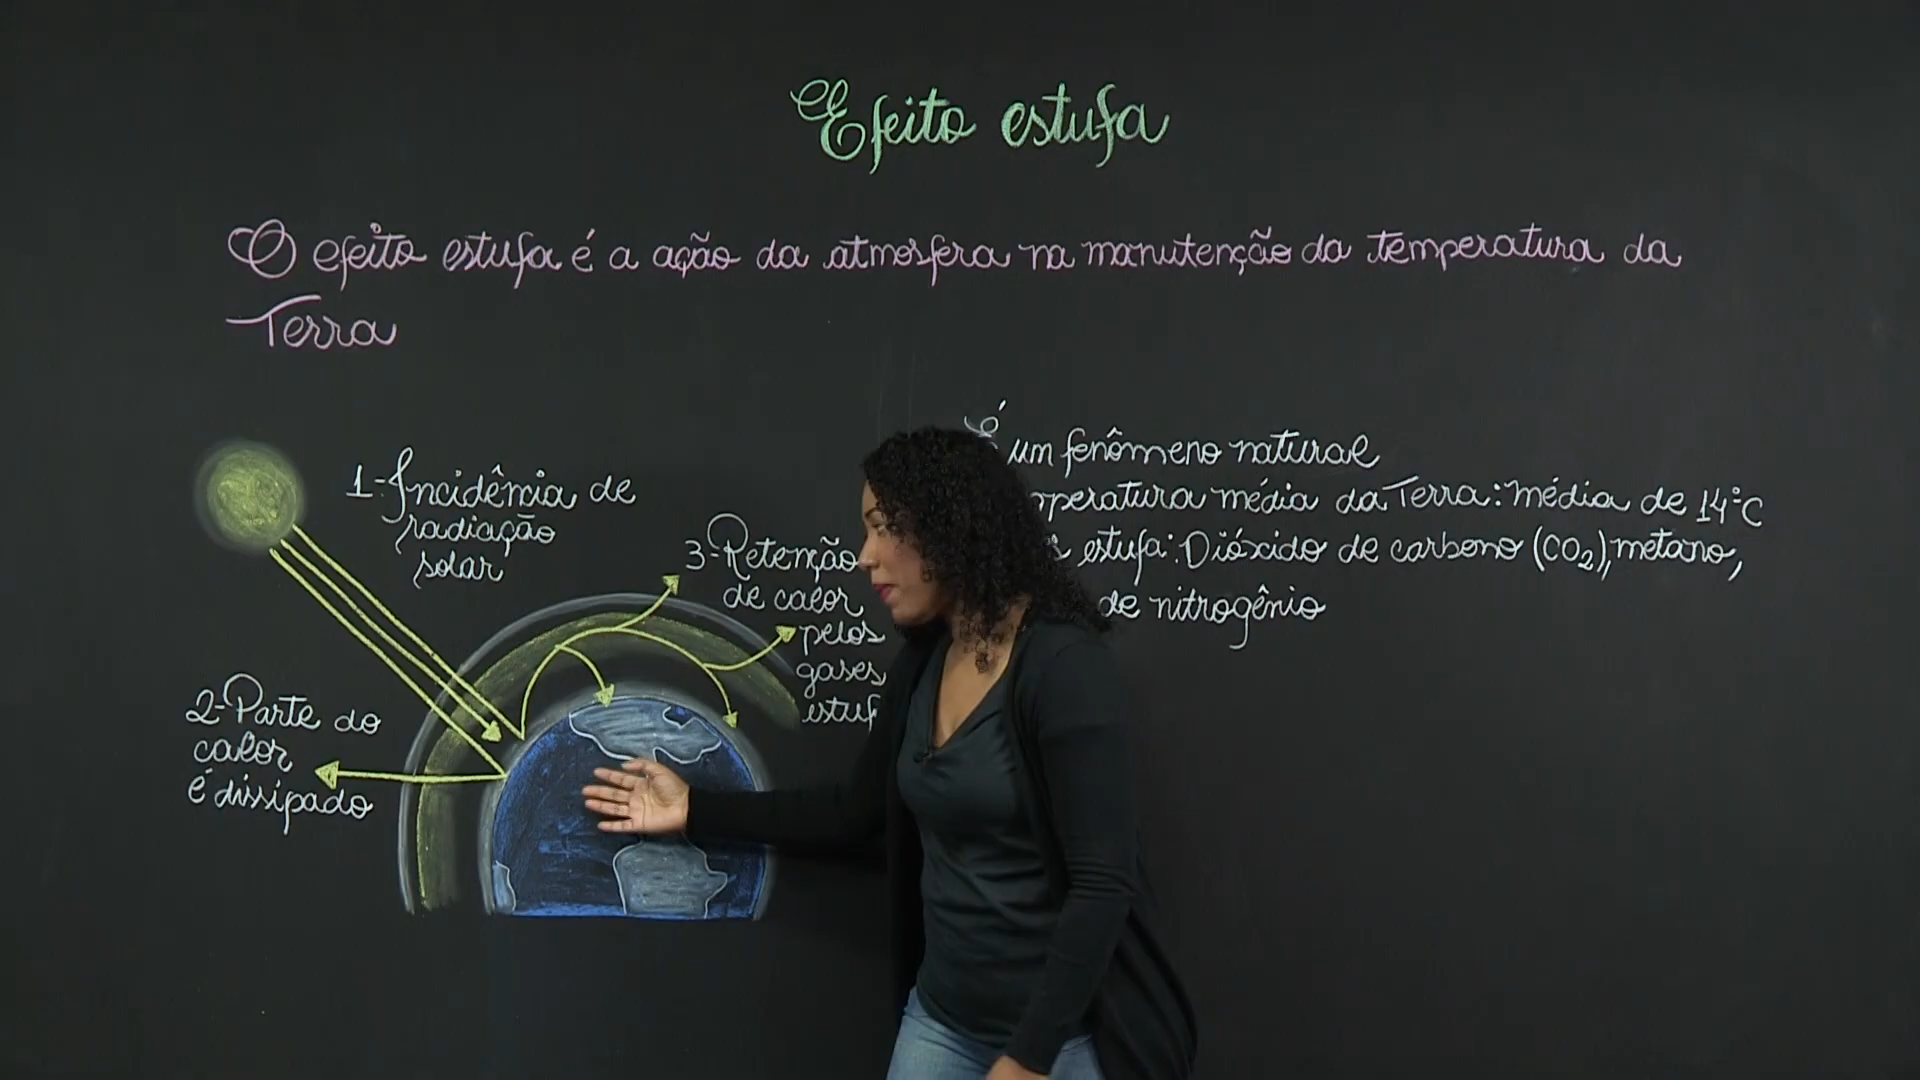 Efeito estufa
O efeito estufa é a ação da atmosfera na manutenção da temperatura da
Terra
1-Incidência de
radiação
solar
2-Parte do
calor
é dissipado
3-Retenção
de calor
pelos
gases
É um fenômeno natural
média da Terra: média de 14°C
estufa: Dióxido de carbono (CO₂), metano,
de nitrogênio